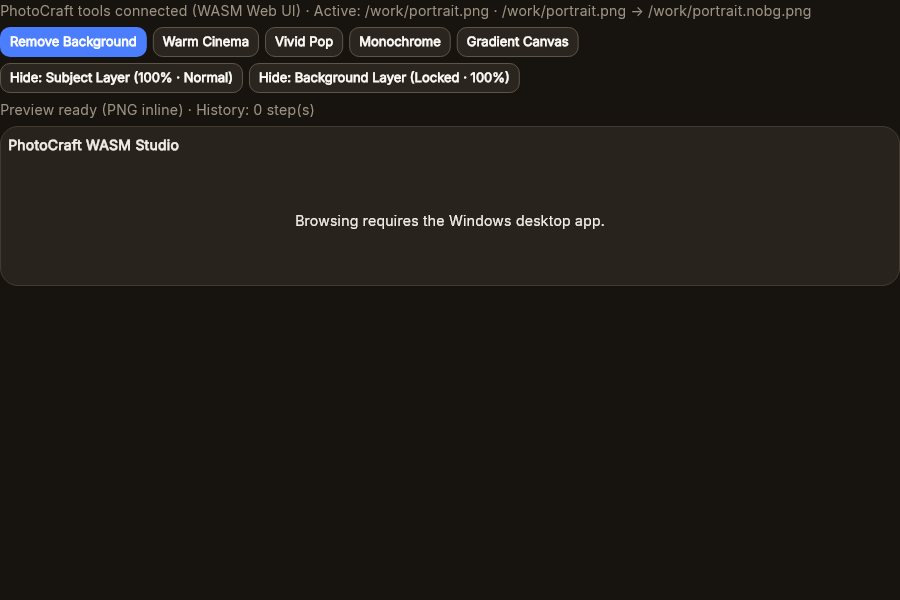 PhotoCraft tools connected (WASM Web UI) · Active: /work/portrait.png · /work/portrait.png → /work/portrait.nobg.png
Remove Background Warm Cinema Vivid Pop Monochrome Gradient Canvas
Hide: Subject Layer (100% · Normal) Hide: Background Layer (Locked · 100%)
Preview ready (PNG inline) · History: 0 step(s)
PhotoCraft WASM Studio
Browsing requires the Windows desktop app.